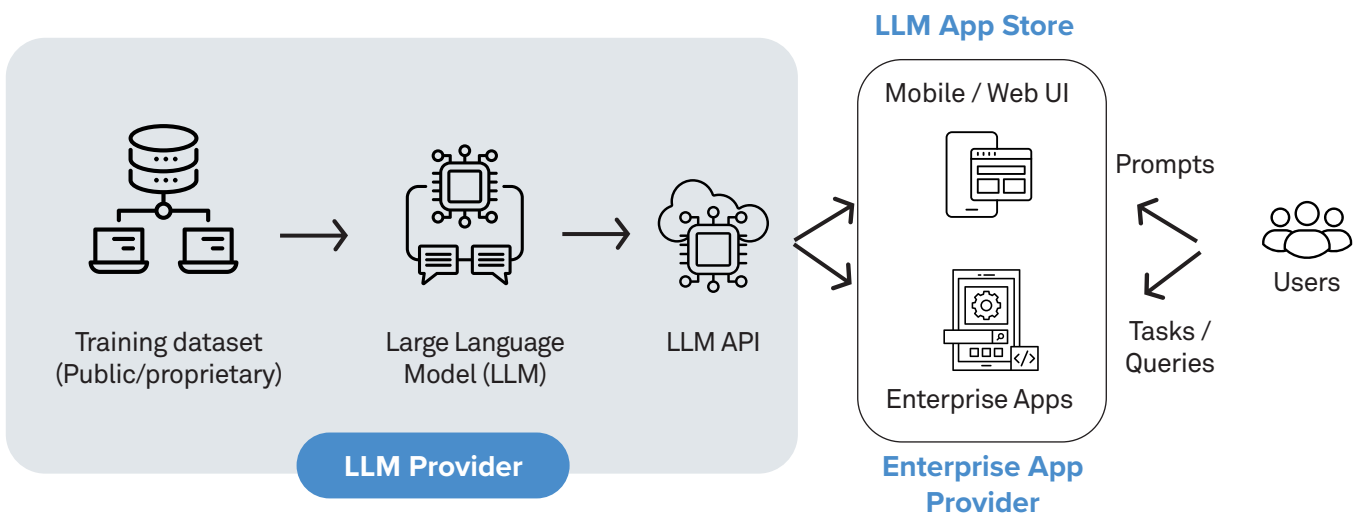 LLM App Store
Mobile / Web UI
Prompts
Users
Training dataset
(Public/proprietary)
Large Language
Model (LLM)
LLM API
Tasks /
Queries
Enterprise Apps
LLM Provider
Enterprise App
Provider